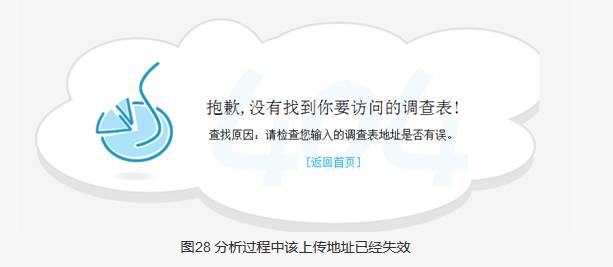 404
抱歉,没有找到你要访问的调查表!
查找原因：请检查您输入的调查表地址是否有误。
[返回首页]
图28 分析过程中该上传地址已经失效